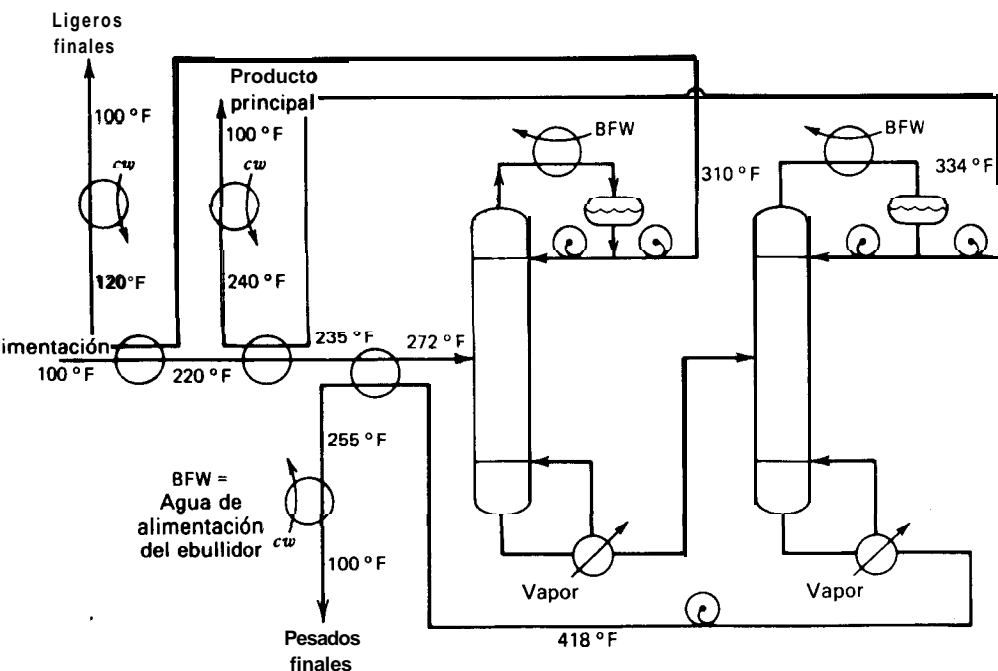 Ligeros
finales
Producto
principal
100 °F
100 °F
BFW
BFW
cw
cw
310 °F
334 °F
120°F
240 °F
imentación
235 °F
272 °F
100 °F
220 °F
255 °F
BFW =
Agua de
alimentación
del ebullidor
cw
100 °F
Vapor
Vapor
Pesados
finales
418 °F